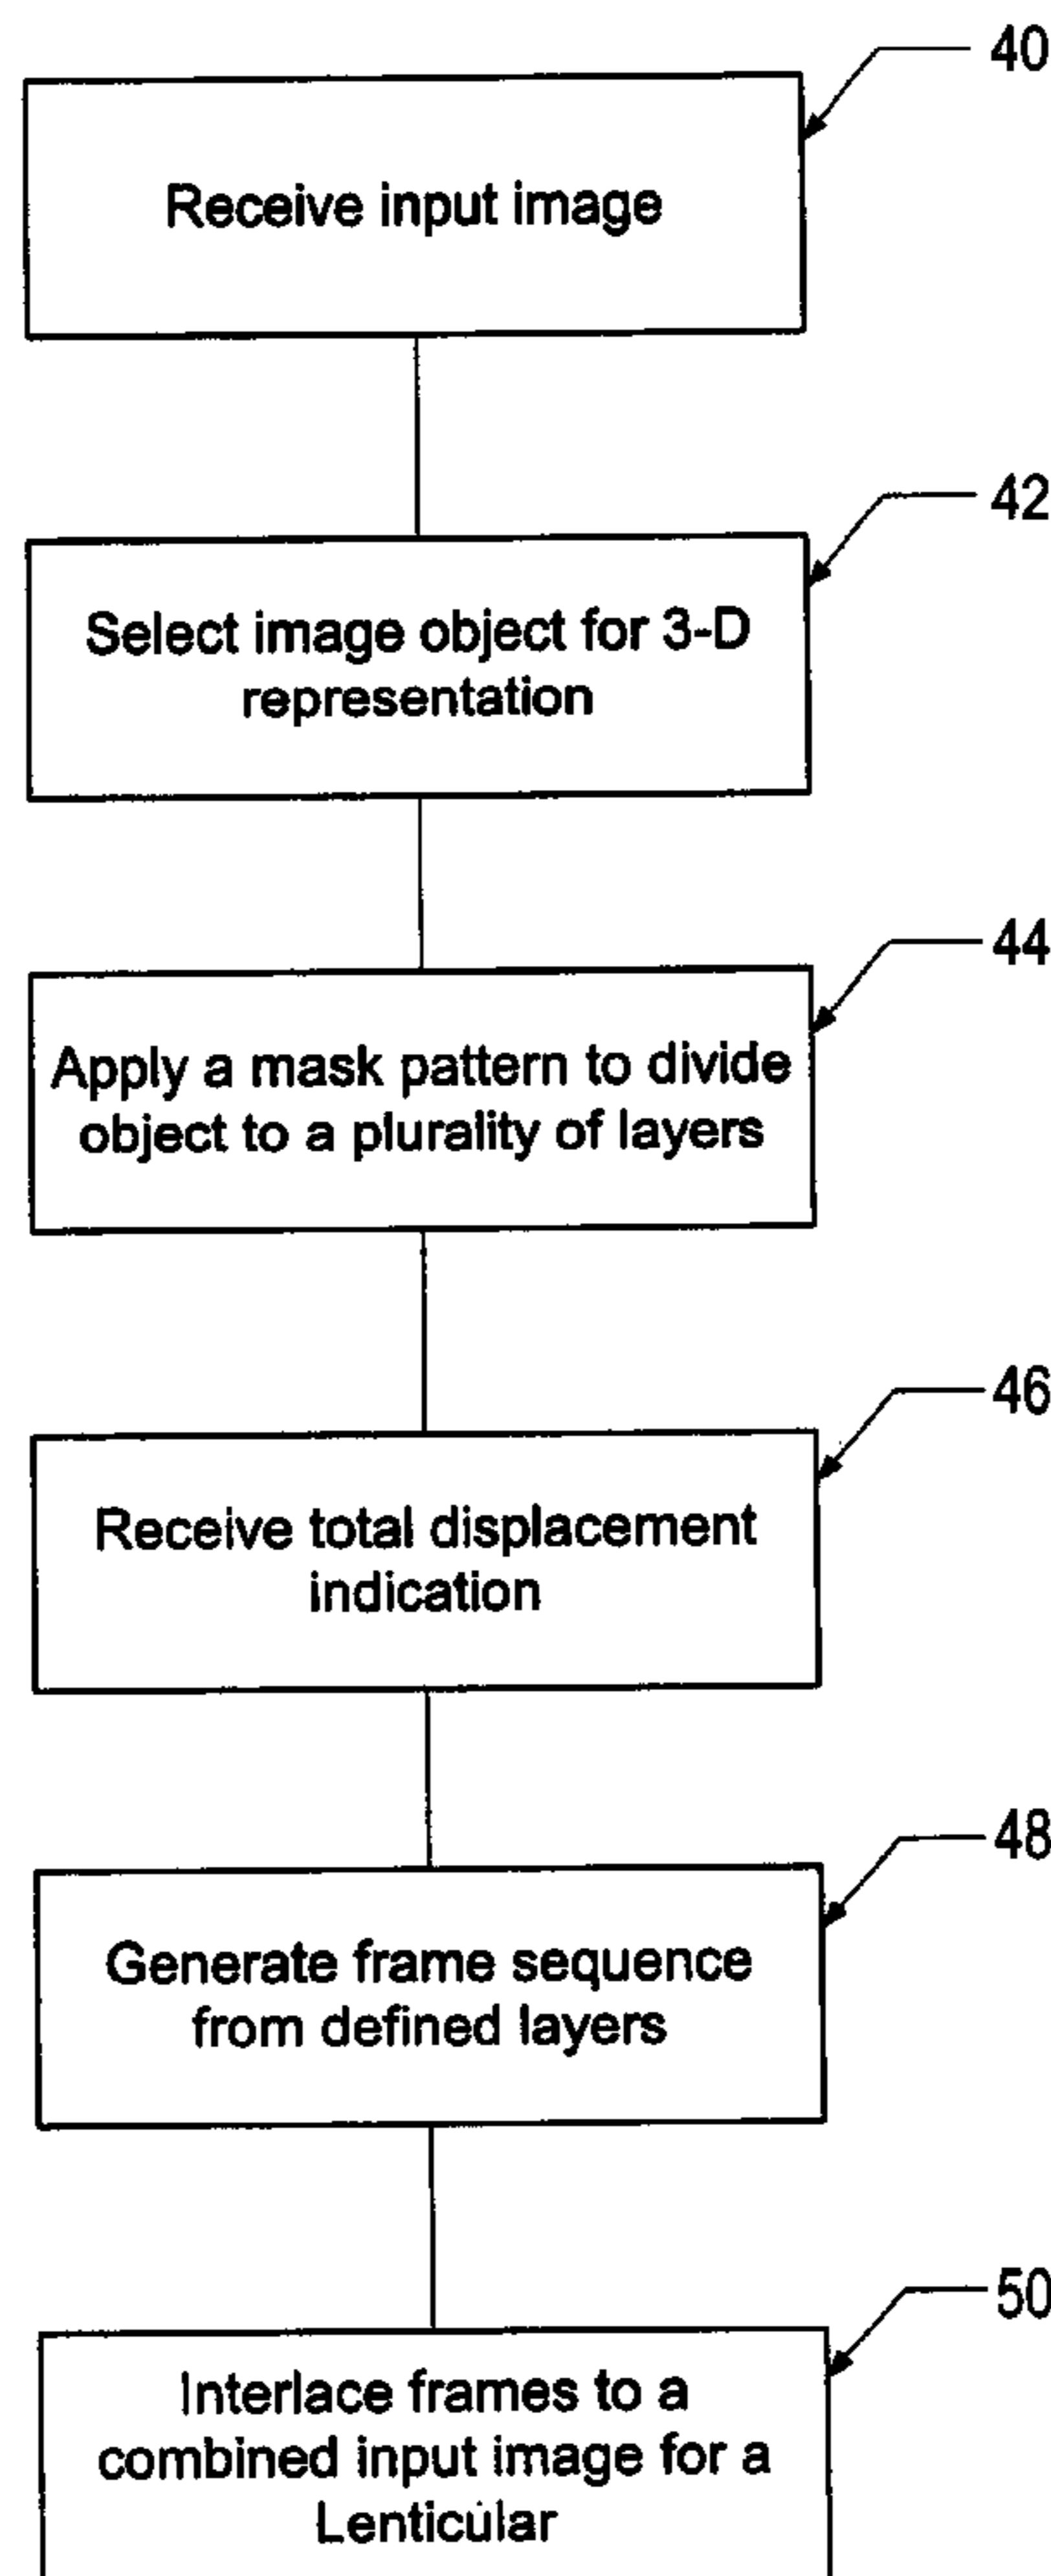 40
Receive input image
42
Select image object for 3-D
representation
44
Apply a mask pattern to divide
object to a plurality of layers
46
Receive total displacement
indication
48
Generate frame sequence
from defined layers
50
Interlace frames to a
combined input image for a
Lenticular